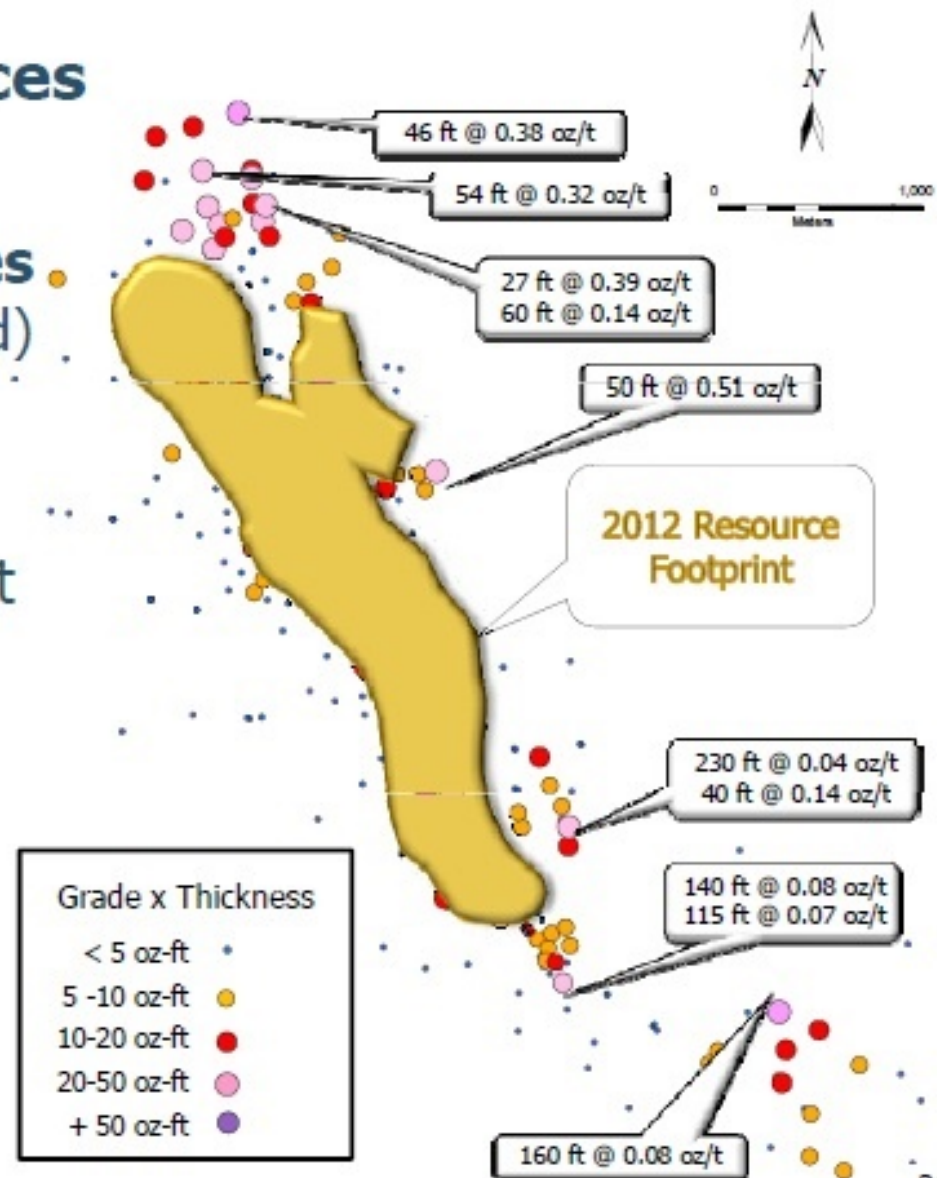 ces
N
46 ft @ 0.38 oz/t
0 1,000
Meters
54 ft @ 0.32 oz/t
es
27 ft @ 0.39 oz/t
60 ft @ 0.14 oz/t
d)
50 ft @ 0.51 oz/t
2012 Resource
Footprint
t
230 ft @ 0.04 oz/t
40 ft @ 0.14 oz/t
140 ft @ 0.08 oz/t
115 ft @ 0.07 oz/t
Grade x Thickness
< 5 oz-ft
5 -10 oz-ft
10-20 oz-ft
20-50 oz-ft
+ 50 oz-ft
160 ft @ 0.08 oz/t